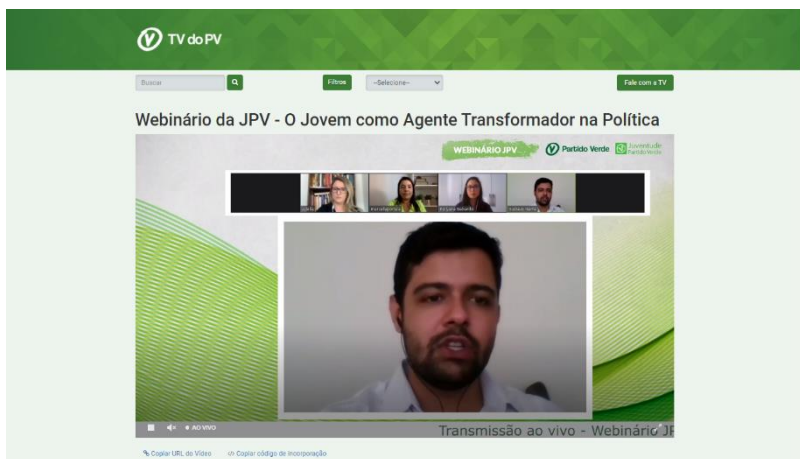 TV do PV
Buscar
Filtros
--Selecione--
Fale com a TV
Webinário da JPV - O Jovem como Agente Transformador na Política
WEBINÁRIO JPV
Partido Verde
Juventude
Partido Verde
AO VIVO
Transmissão ao vivo - Webinário JP
Copiar URL do Vídeo
</> Copiar código de incorporação